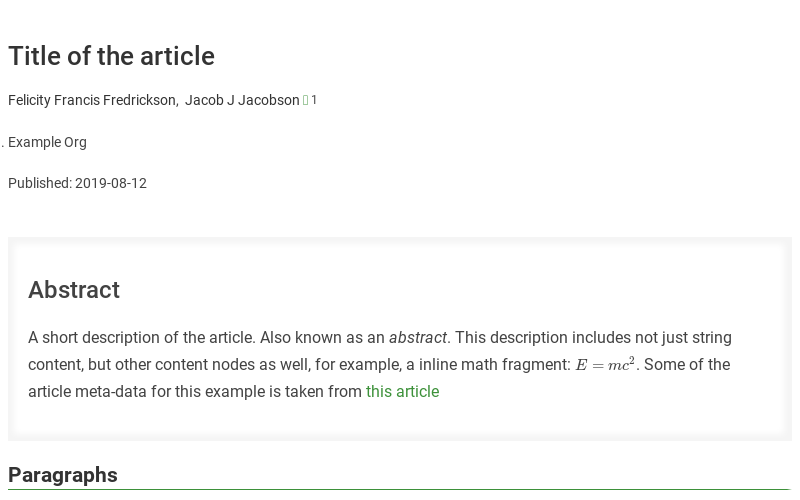 Title of the article
Felicity Francis Fredrickson, Jacob J Jacobson 1
. Example Org
Published: 2019-08-12
Abstract
A short description of the article. Also known as an abstract. This description includes not just string
content, but other content nodes as well, for example, a inline math fragment: E = mc². Some of the
article meta-data for this example is taken from this article
Paragraphs